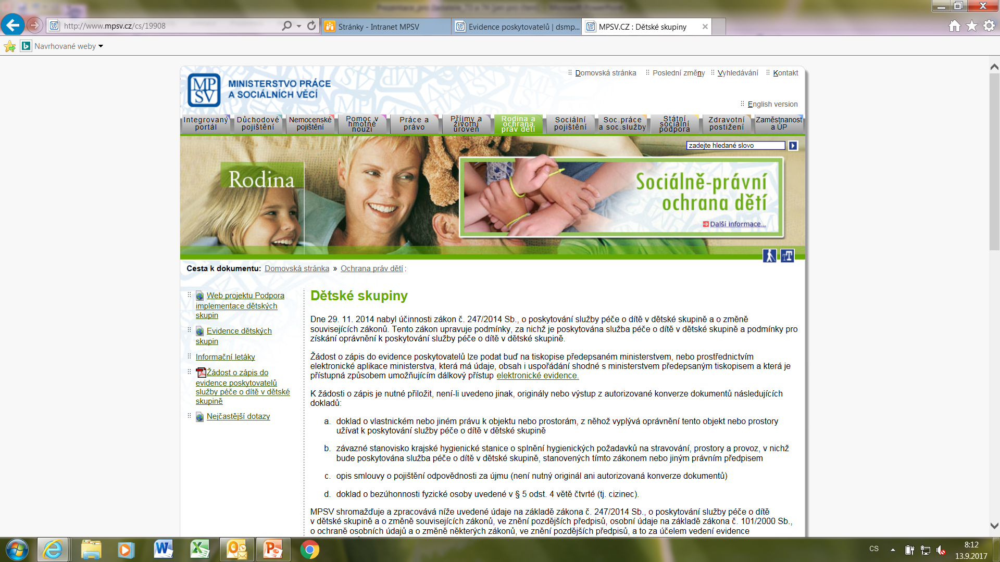 http://www.mpsv.cz/cs/19908
Stránky - Intranet MPSV
Evidence poskytovatelů | dsmp...
MPSV.CZ : Dětské skupiny
Navrhované weby
MP
SV
MINISTERSTVO PRÁCE
A SOCIÁLNÍCH VĚCÍ
Domovská stránka
Poslední změny
Vyhledávání
Kontakt
English version
Integrovaný
portál
Důchodové
pojištění
Nemocenské
pojištění
Pomoc v
hmotné
nouzi
Práce a
právo
Příjmy a
životní
úroveň
Rodina a
ochrana
práv dětí
Sociální
pojištění
Soc.práce
a soc.služby
Státní
sociální
podpora
Zdravotní
postižení
Zaměstnanost
a ÚP
zadejte hledané slovo
Rodina
Sociálně-právní
ochrana dětí
Další informace...
Cesta k dokumentu: Domovská stránka » Ochrana práv dětí :
Web projektu Podpora
implementace dětských
skupin
Evidence dětských
skupin
Informační letáky
Žádost o zápis do
evidence poskytovatelů
služby péče o dítě v dětské
skupině
Nejčastější dotazy
Dětské skupiny
Dne 29. 11. 2014 nabyl účinnosti zákon č. 247/2014 Sb., o poskytování služby péče o dítě v dětské skupině a o změně
souvisejících zákonů. Tento zákon upravuje podmínky, za nichž je poskytována služba péče o dítě v dětské skupině a podmínky pro
získání oprávnění k poskytování služby péče o dítě v dětské skupině.
Žádost o zápis do evidence poskytovatelů lze podat buď na tiskopise předepsaném ministerstvem, nebo prostřednictvím
elektronické aplikace ministerstva, která má údaje, obsah i uspořádání shodné s ministerstvem předepsaným tiskopisem a která je
přístupná způsobem umožňujícím dálkový přístup elektronické evidence.
K žádosti o zápis je nutné přiložit, není-li uvedeno jinak, originály nebo výstup z autorizované konverze dokumentů následujících
dokladů:
a. doklad o vlastnickém nebo jiném právu k objektu nebo prostorám, z něhož vyplývá oprávnění tento objekt nebo prostory
užívat k poskytování služby péče o dítě v dětské skupině
b. závazné stanovisko krajské hygienické stanice o splnění hygienických požadavků na stravování, prostory a provoz, v nichž
bude poskytována služba péče o dítě v dětské skupině, stanovených tímto zákonem nebo jiným právním předpisem
c. opis smlouvy o pojištění odpovědnosti za újmu (není nutný originál ani autorizovaná konverze dokumentů)
d. doklad o bezúhonnosti fyzické osoby uvedené v § 5 odst. 4 větě čtvrté (tj. cizinec).
MPSV shromažďuje a zpracovává níže uvedené údaje na základě zákona č. 247/2014 Sb., o poskytování služby péče o dítě
v dětské skupině a o změně souvisejících zákonů, ve znění pozdějších předpisů, osobní údaje na základě zákona č. 101/2000 Sb.,
o ochraně osobních údajů a o změně některých zákonů, ve znění pozdějších předpisů, a to za účelem vedení evidence
CS
8:12
13.9.2017